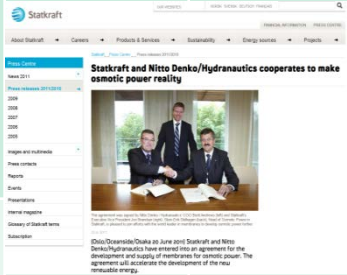 Statkraft
FINANCIAL INFORMATION PRESS CENTRE
About Statkraft
Careers
Products & Services
Sustainability
Energy sources
Projects
Press Centre
News 2011
Press releases 2011/2010
2009
2008
2007
2006
2005
Images and multimedia
Press contacts
Reports
Events
Presentations
Internal magazine
Glossary of Statkraft terms
Subscription
Statkraft and Nitto Denko/Hydranautics cooperates to make
osmotic power reality
(Oslo/Oceanside/Osaka 20 June 2011) Statkraft and Nitto
Denko/Hydranautics have entered into an agreement for the
development and supply of membranes for osmotic power. The
agreement will accelerate the development of the new
renewable energy.